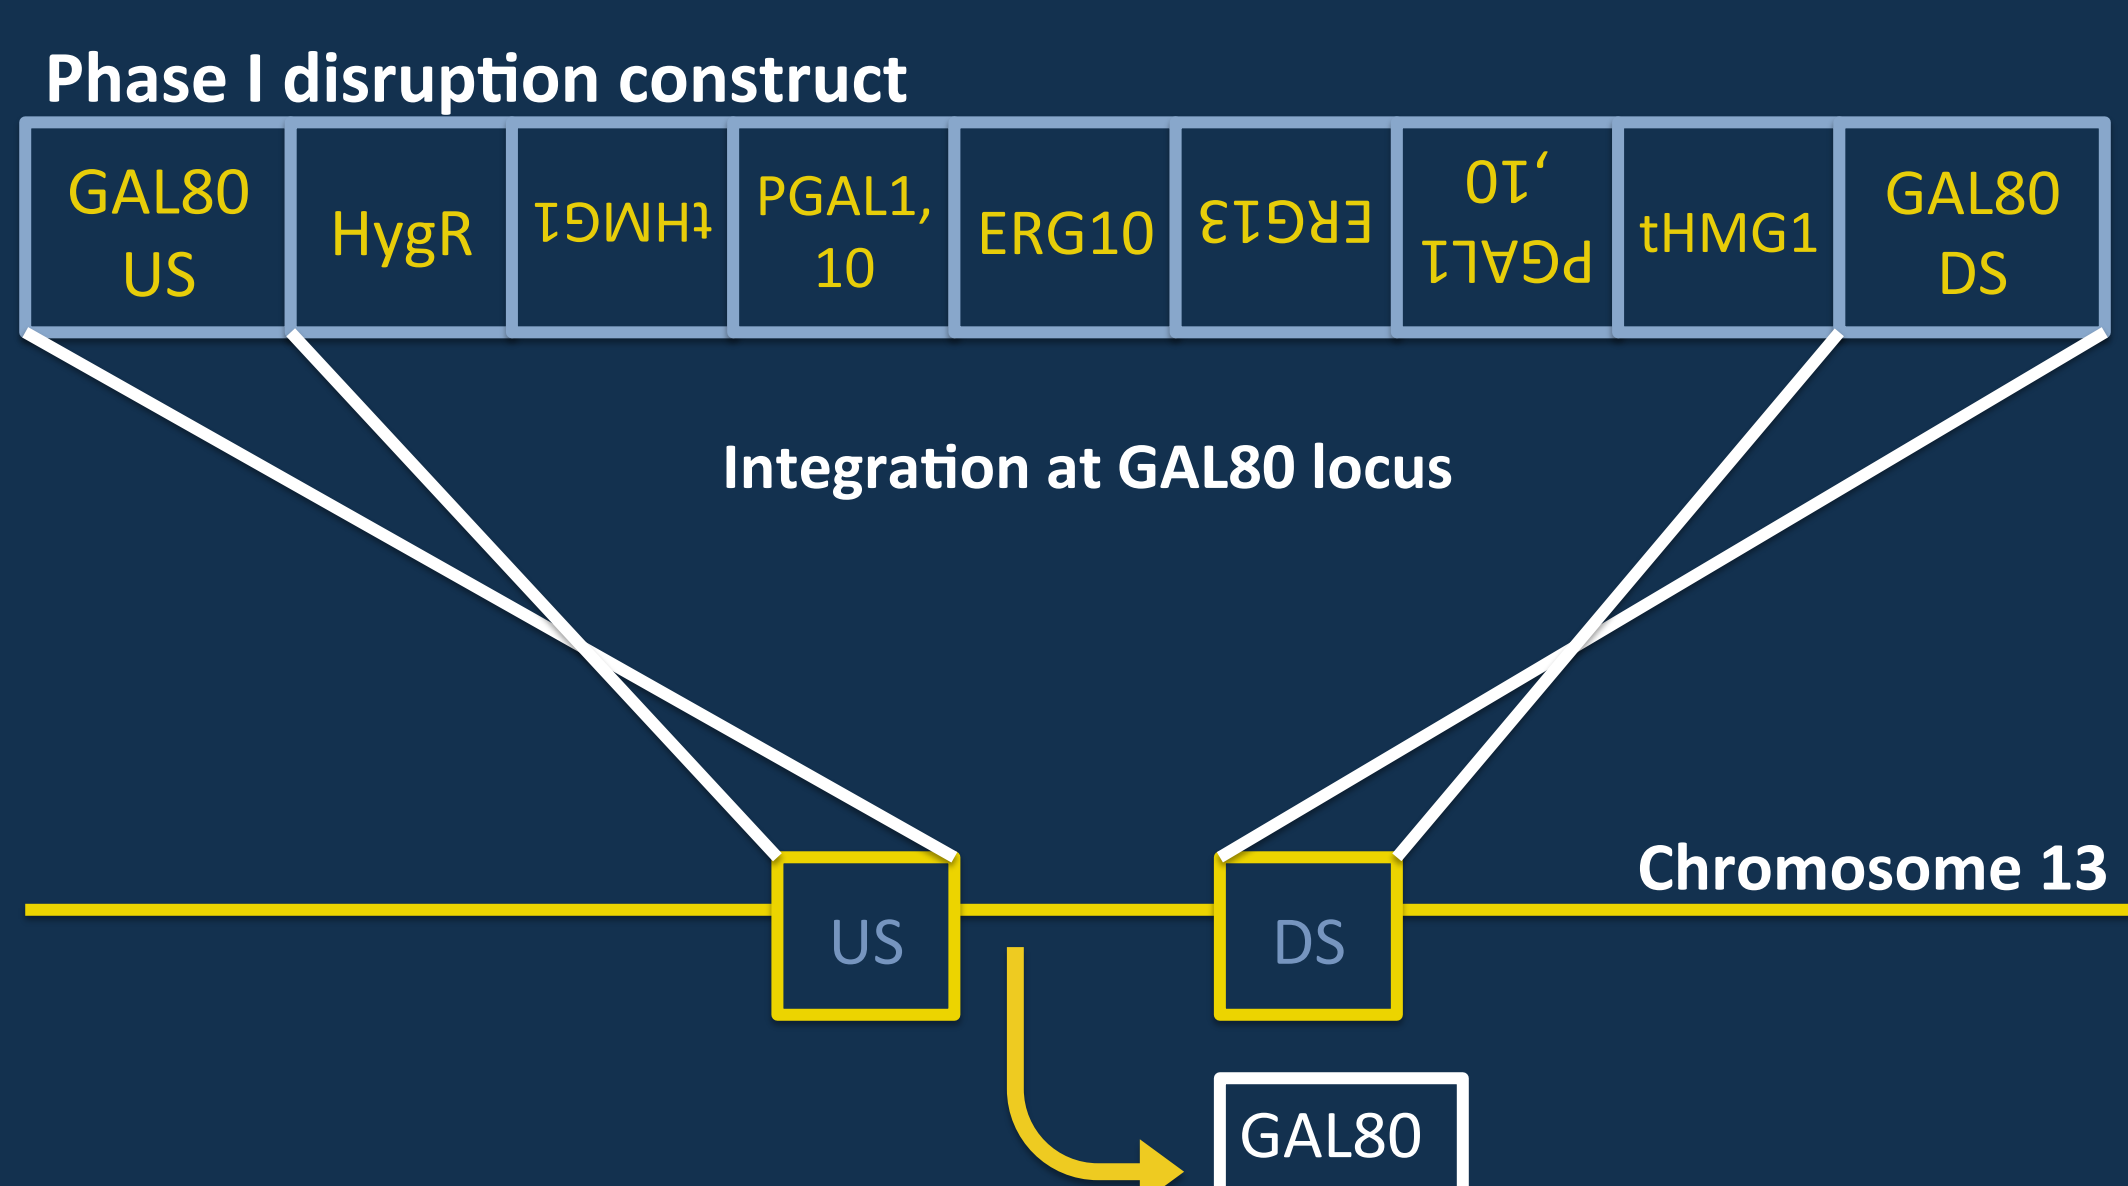 Phase I disruption construct
GAL80
US
HygR
tHMG1
PGAL1,
10
ERG10
ERG13
PGAL1
,10
tHMG1
GAL80
DS
Integration at GAL80 locus
Chromosome 13
US
DS
GAL80